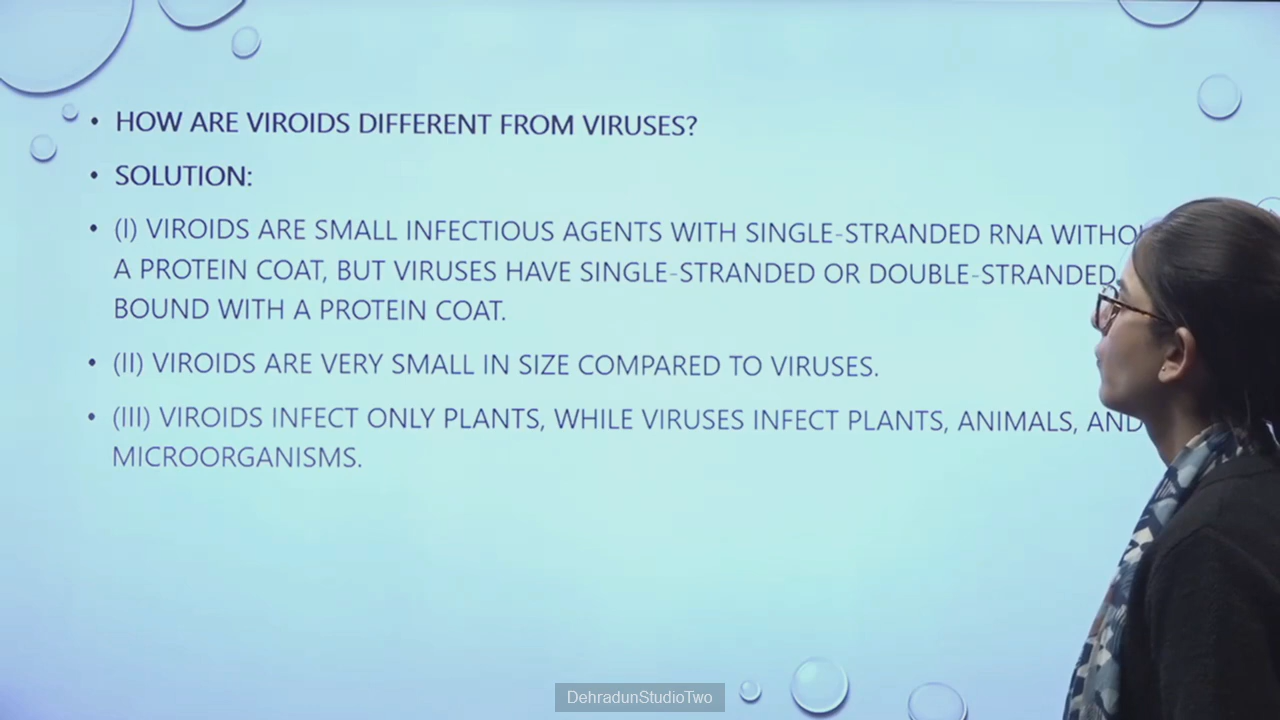 • HOW ARE VIROIDS DIFFERENT FROM VIRUSES?
• SOLUTION:
• (I) VIROIDS ARE SMALL INFECTIOUS AGENTS WITH SINGLE-STRANDED RNA
A PROTEIN COAT, BUT VIRUSES HAVE SINGLE-STRANDED OR DOUBLE-STRANDED
BOUND WITH A PROTEIN COAT.
• (II) VIROIDS ARE VERY SMALL IN SIZE COMPARED TO VIRUSES.
• (III) VIROIDS INFECT ONLY PLANTS, WHILE VIRUSES INFECT PLANTS, ANIMALS, AND
MICROORGANISMS.
DehradunStudioTwo